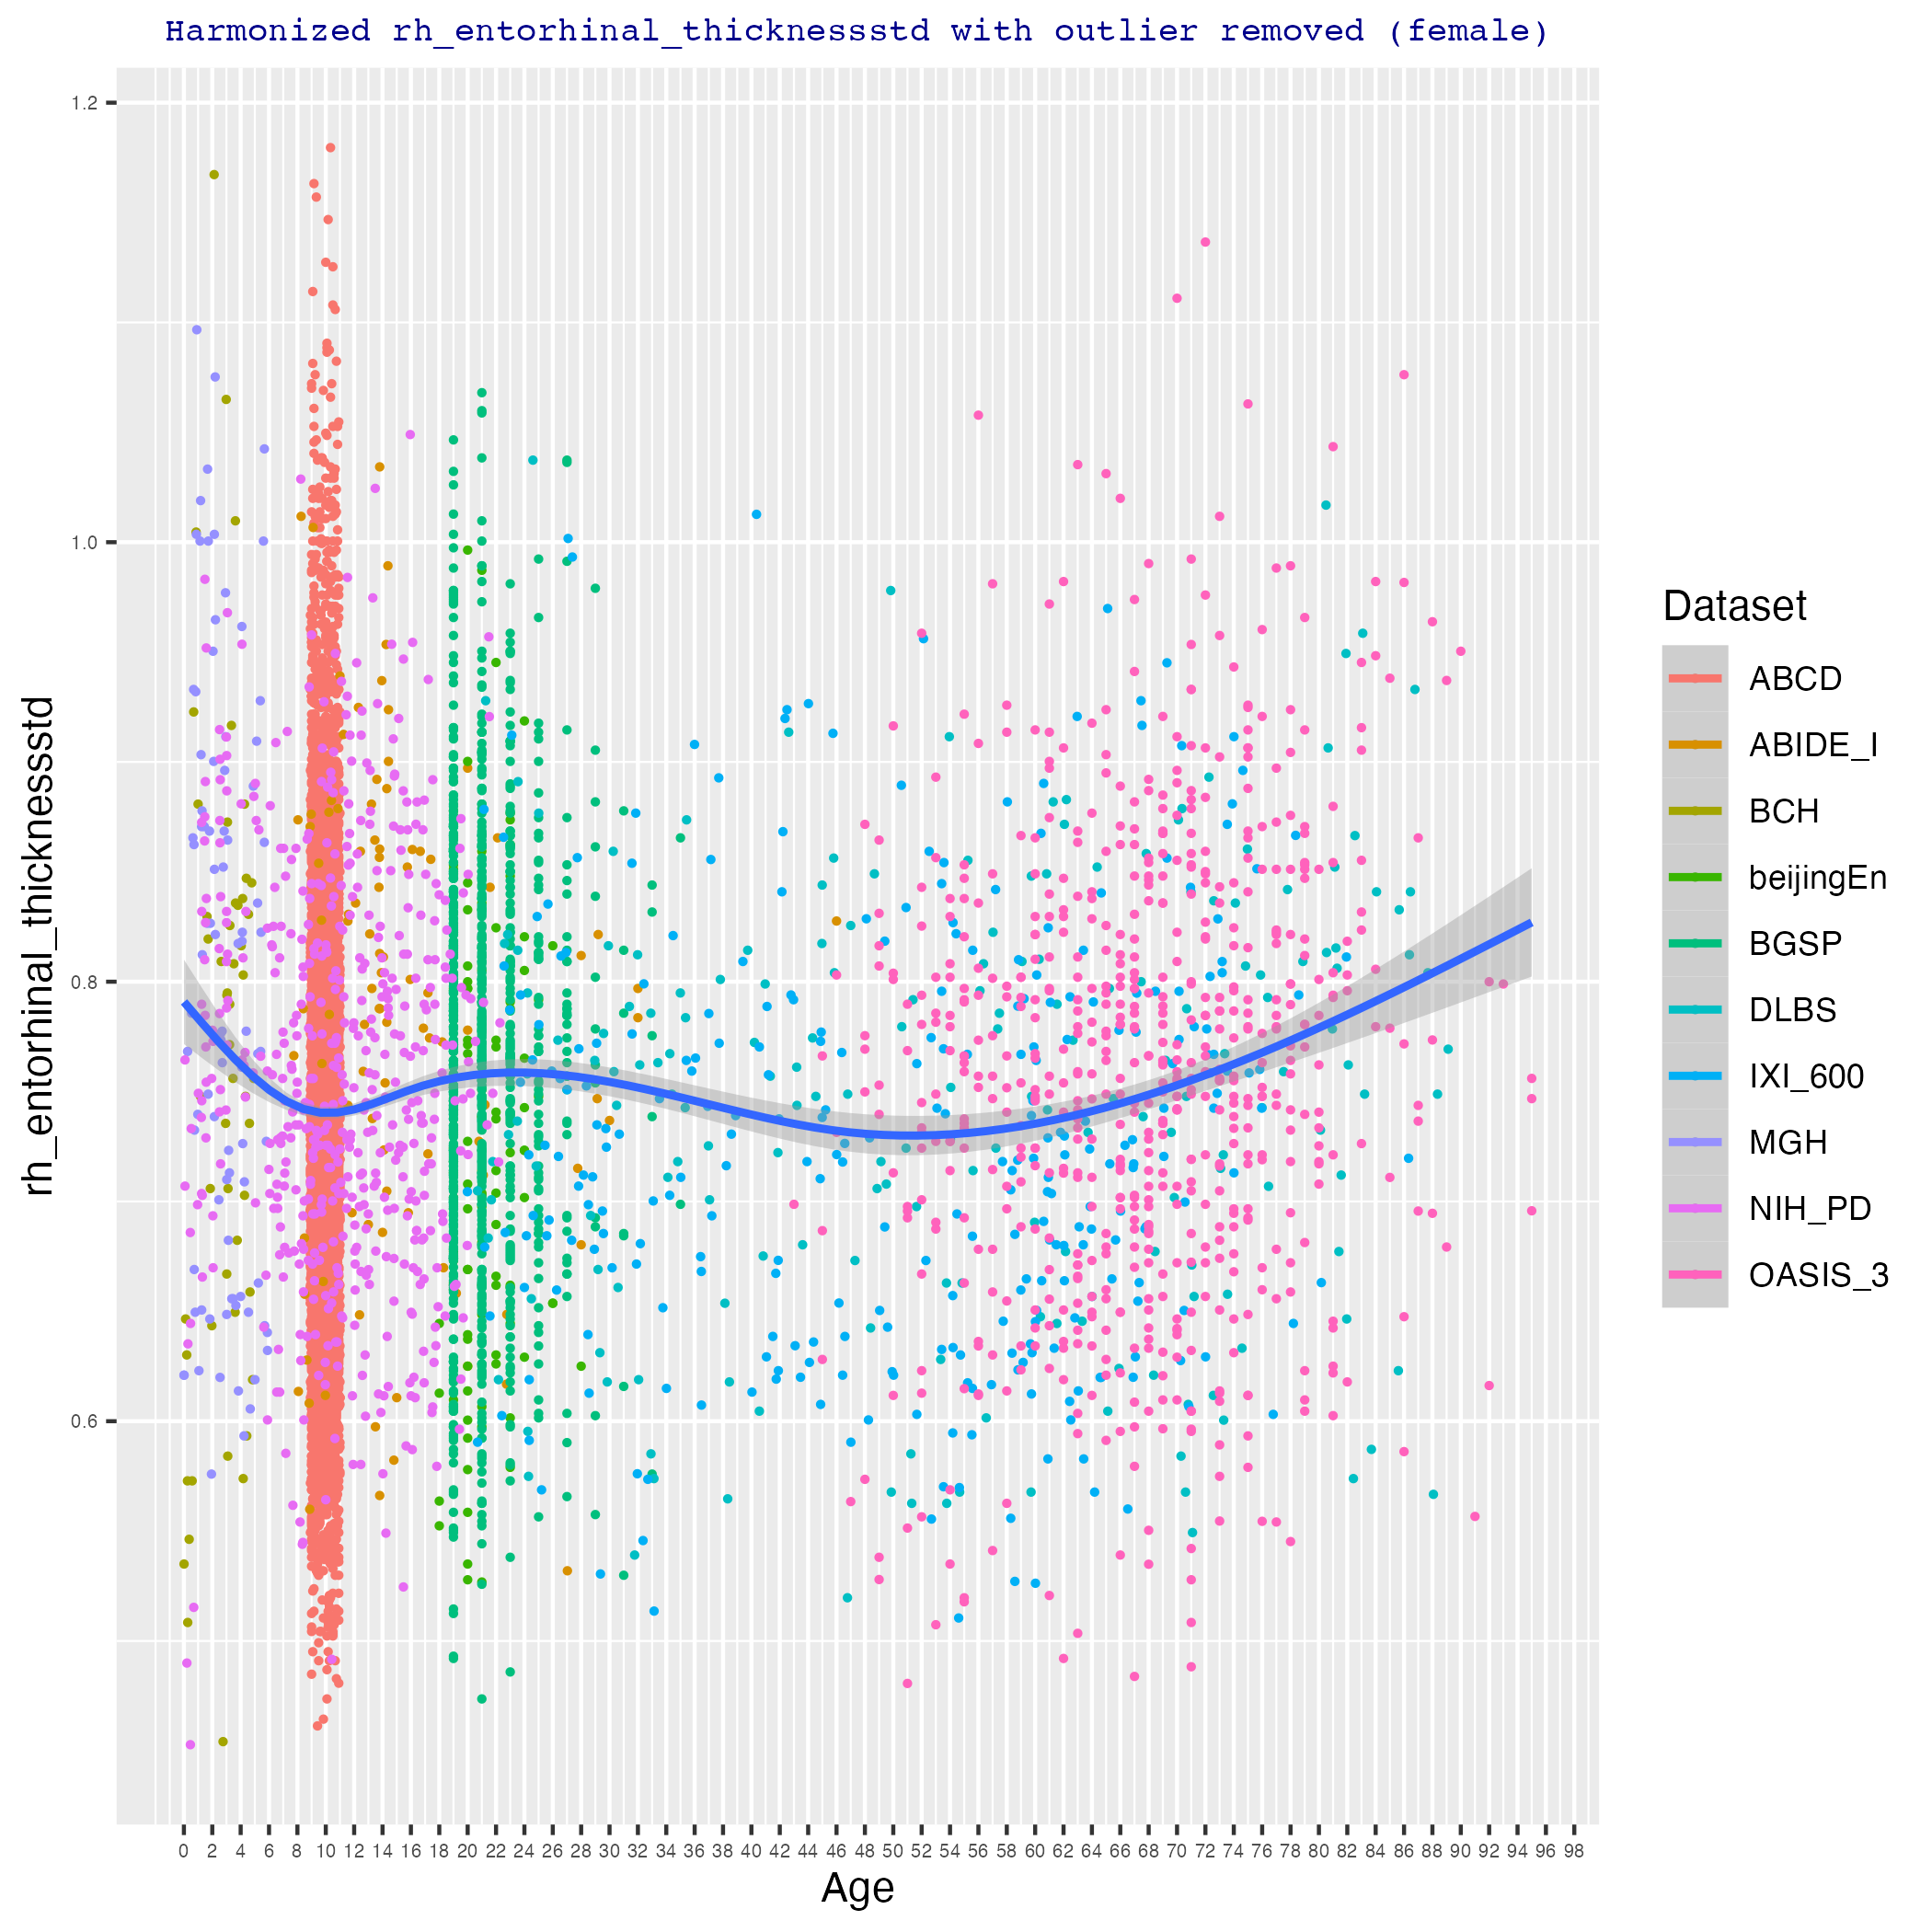 Harmonized rh_entorhinal_thicknessstd with outlier removed (female)
rh_entorhinal_thicknessstd
1.2
1.0
0.8
0.6
0 2 4 6 8 10 12 14 16 18 20 22 24 26 28 30 32 34 36 38 40 42 44 46 48 50 52 54 56 58 60 62 64 66 68 70 72 74 76 78 80 82 84 86 88 90 92 94 96 98
Age
Dataset
ABCD
ABIDE_I
BCH
beijingEn
BGSP
DLBS
IXI_600
MGH
NIH_PD
OASIS_3